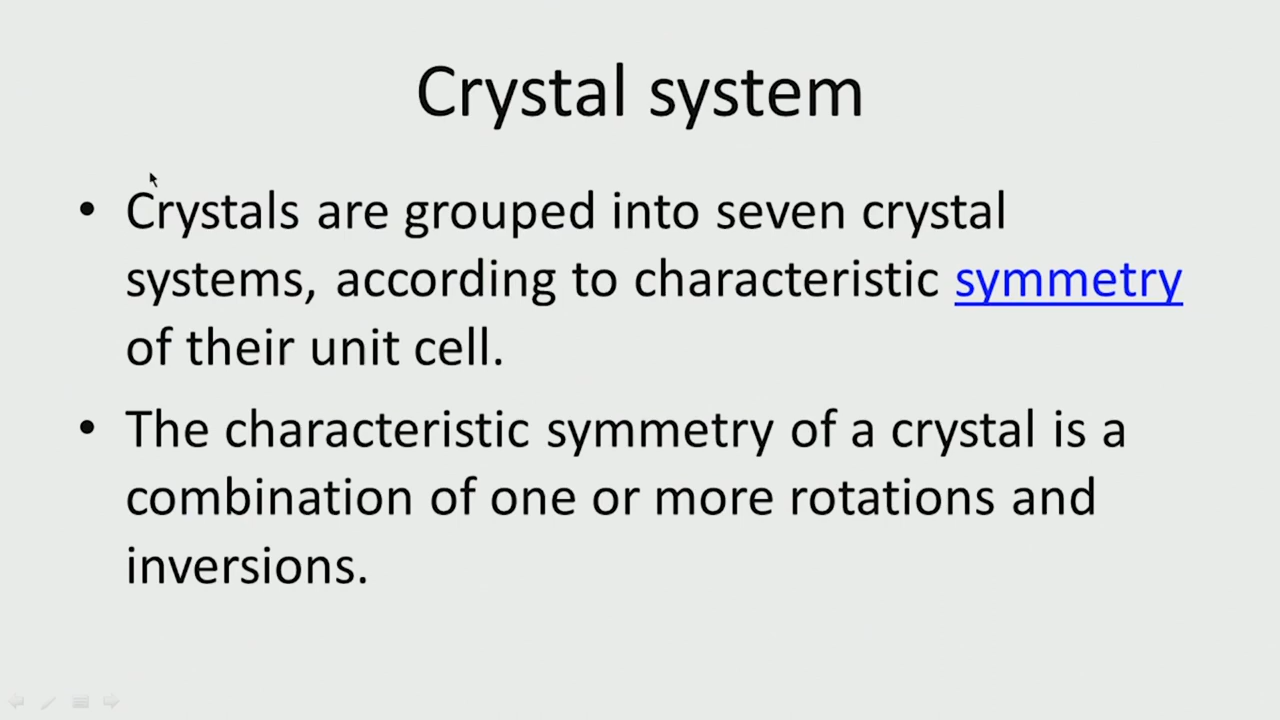 Crystal system
• Crystals are grouped into seven crystal
systems, according to characteristic symmetry
of their unit cell.
• The characteristic symmetry of a crystal is a
combination of one or more rotations and
inversions.